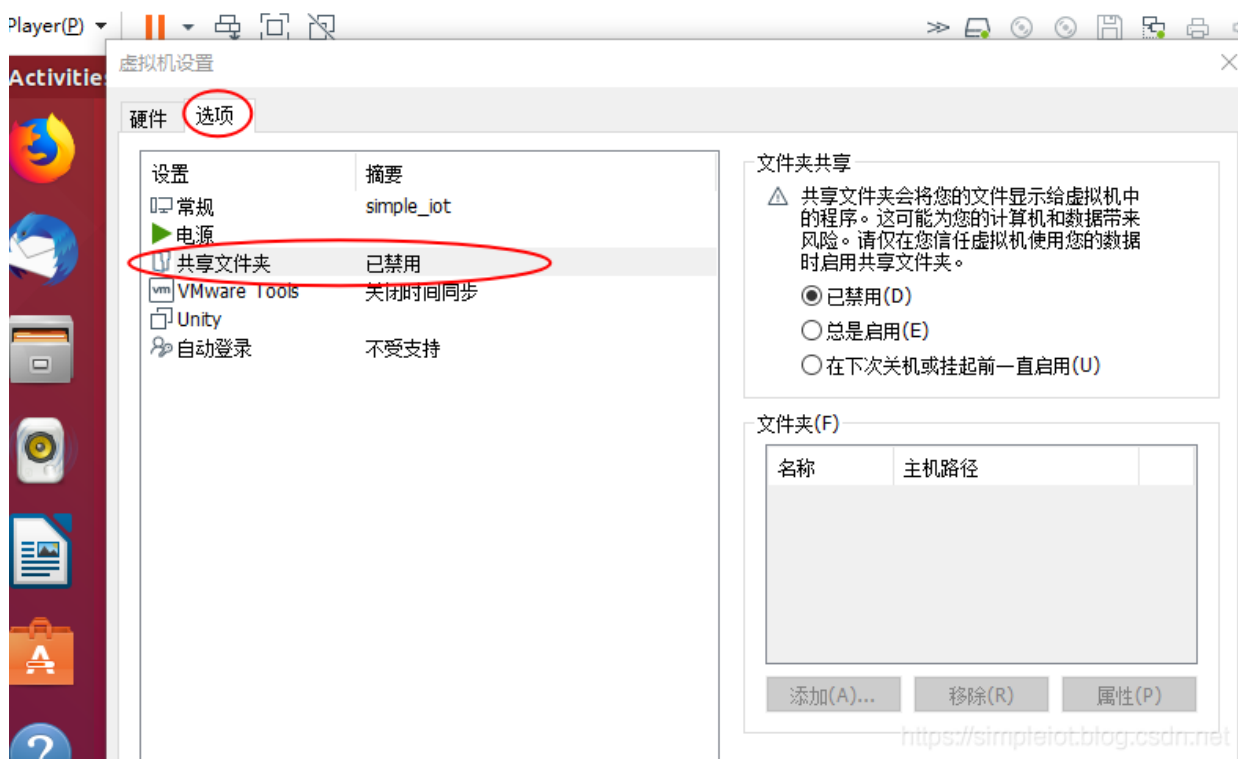 Player(P)
虚拟机设置
Activities
硬件 选项
设置 摘要
常规 simple_iot
电源
共享文件夹 已禁用
vm VMware Tools 关闭时间同步
Unity
自动登录 不受支持
文件夹共享
共享文件夹会将您的文件显示给虚拟机中
的程序。这可能为您的计算机和数据带来
风险。请仅在您信任虚拟机使用您的数据
时启用共享文件夹。
已禁用(D)
总是启用(E)
在下次关机或挂起前一直启用(U)
文件夹(F)
名称 主机路径
添加(A)... 移除(R) 属性(P)
https://simpleiot.blog.csdn.net